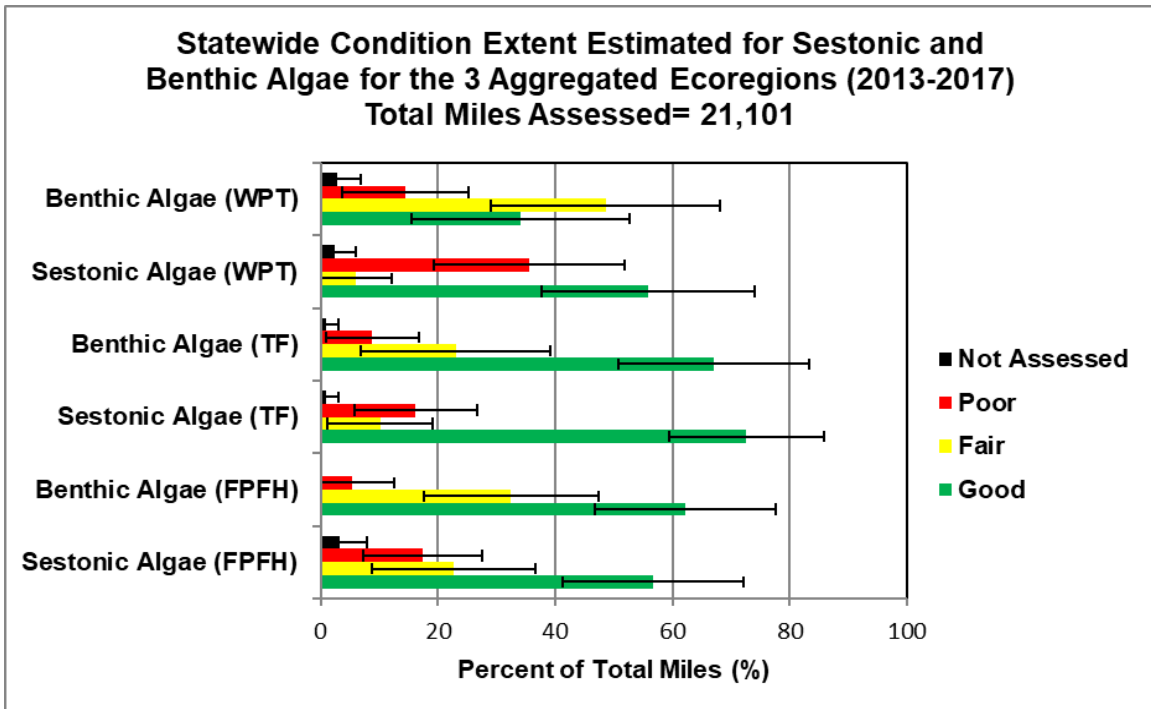 Statewide Condition Extent Estimated for Sestonic and
Benthic Algae for the 3 Aggregated Ecoregions (2013-2017)
Total Miles Assessed= 21,101
Benthic Algae (WPT)
Sestonic Algae (WPT)
Benthic Algae (TF)
Sestonic Algae (TF)
Benthic Algae (FPFH)
Sestonic Algae (FPFH)
0 20 40 60 80 100
Percent of Total Miles (%)
Not Assessed
Poor
Fair
Good